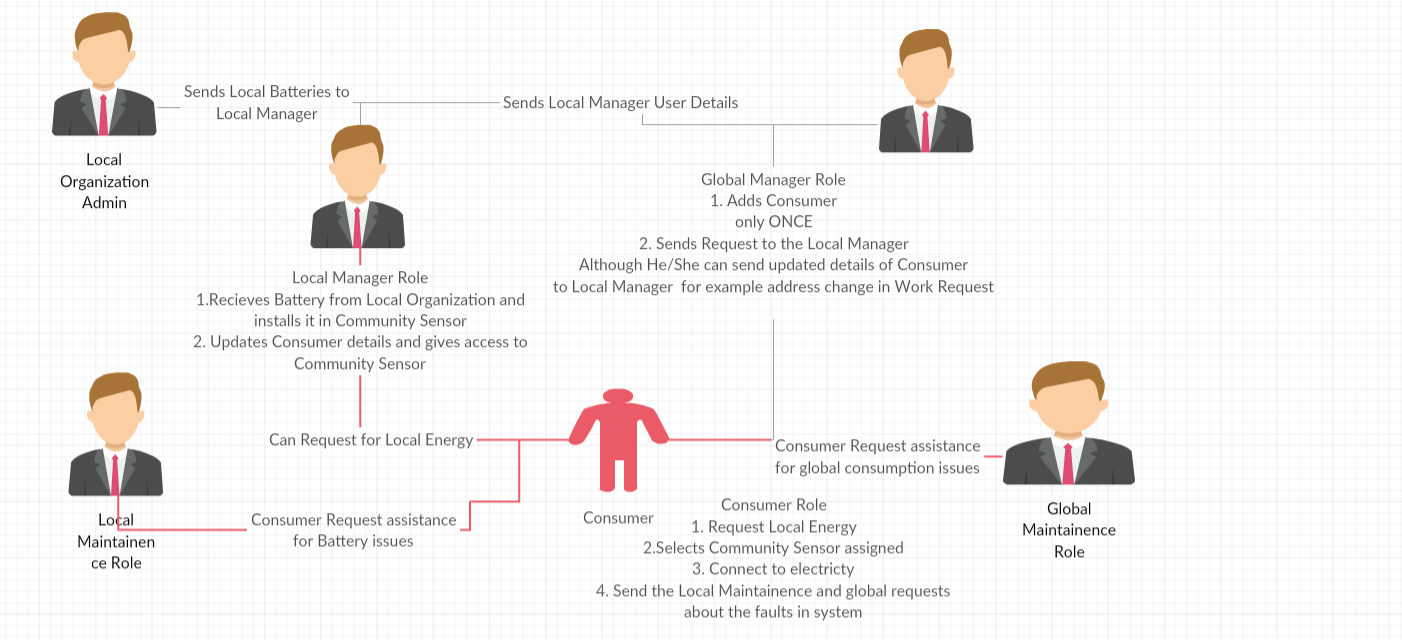 Sends Local Batteries to
Local Manager
Sends Local Manager User Details
Local
Organization
Admin
Global Manager Role
1. Adds Consumer
only ONCE
2. Sends Request to the Local Manager
Although He/She can send updated details of Consumer
to Local Manager for example address change in Work Request
Local Manager Role
1.Recieves Battery from Local Organization and
installs it in Community Sensor
2. Updates Consumer details and gives access to
Community Sensor
Can Request for Local Energy
Consumer Request assistance
for global consumption issues
Local
Maintainen
ce Role
Consumer Request assistance
for Battery issues
Consumer
Consumer Role
1. Request Local Energy
2.Selects Community Sensor assigned
3. Connect to electricty
4. Send the Local Maintainence and global requests
about the faults in system
Global
Maintainence
Role